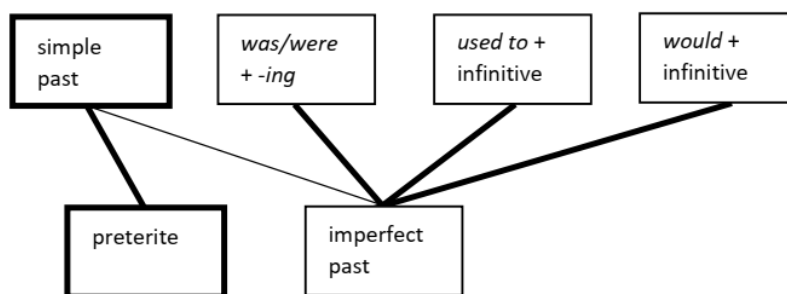 simple
past
was/were
+ -ing
used to +
infinitive
would +
infinitive
preterite
imperfect
past